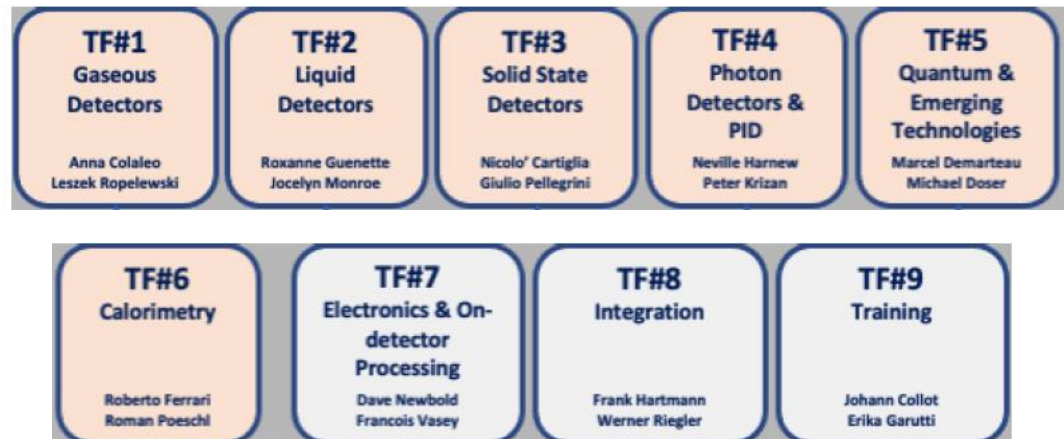 TF#1
Gaseous
Detectors
Anna Colaleo
Leszek Ropelewski
TF#2
Liquid
Detectors
Roxanne Guenette
Jocelyn Monroe
TF#3
Solid State
Detectors
Nicolo' Cartiglia
Giulio Pellegrini
TF#4
Photon
Detectors &
PID
Neville Harnew
Peter Krizan
TF#5
Quantum &
Emerging
Technologies
Marcel Demarteau
Michael Doser
TF#6
Calorimetry
Roberto Ferrari
Roman Poeschl
TF#7
Electronics & On-
detector
Processing
Dave Newbold
Francois Vasey
TF#8
Integration
Frank Hartmann
Werner Riegler
TF#9
Training
Johann Collot
Erika Garutti